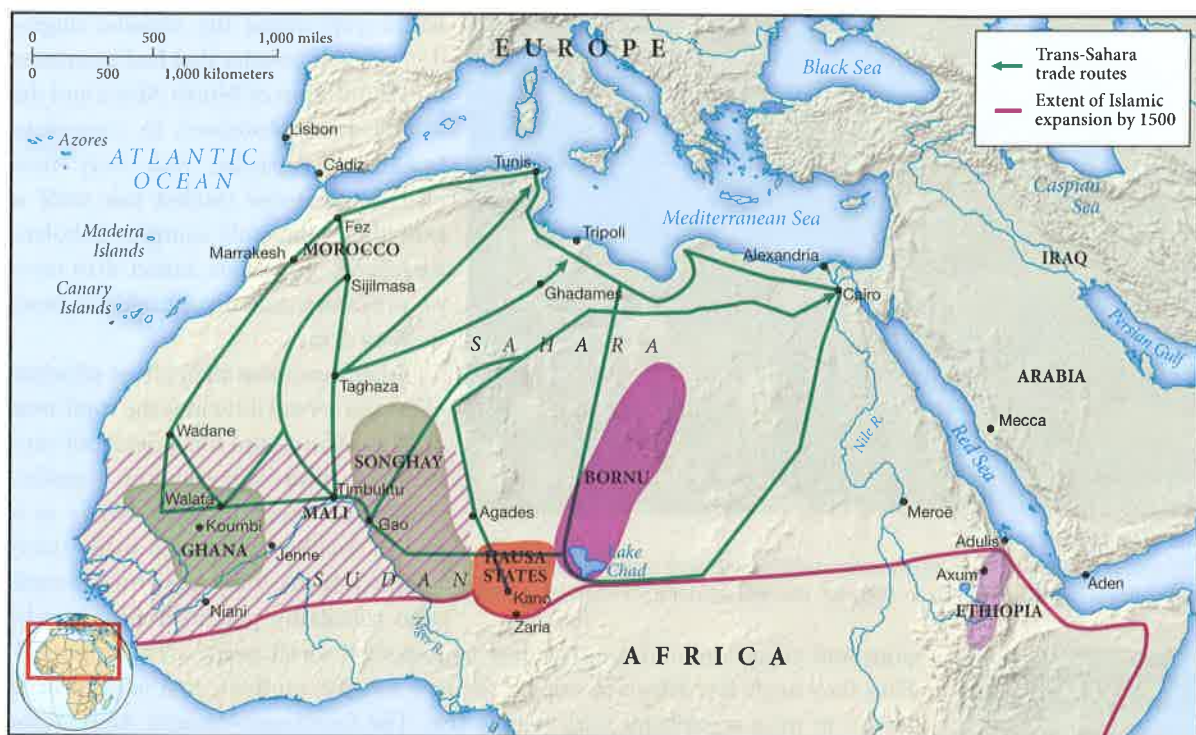 0 500 1,000 miles
0 500 1,000 kilometers
EUROPE
Black Sea
Trans-Sahara
trade routes
Extent of Islamic
expansion by 1500
Azores
Lisbon
ATLANTIC
OCEAN
Cádiz
Tunis
Caspian
Sea
Mediterranean Sea
Madeira
Islands
Fez
Marrakesh
MOROCCO
Tripoli
Alexandria
IRAQ
Canary
Islands
Sijilmasa
Ghadames
Cairo
Persian Gulf
SAHARA
Taghaza
ARABIA
Mecca
Wadane
Nile R.
Red Sea
SONGHAY
BORNU
Walata
Timbuktu
MALI
Koumbi
Gao
Agades
Meroë
GHANA
Jenne
HAUSA
STATES
Lake
Chad
Adulis
SUDAN
Axum
Aden
Niani
Kano
ETHIOPIA
Zaria
AFRICA